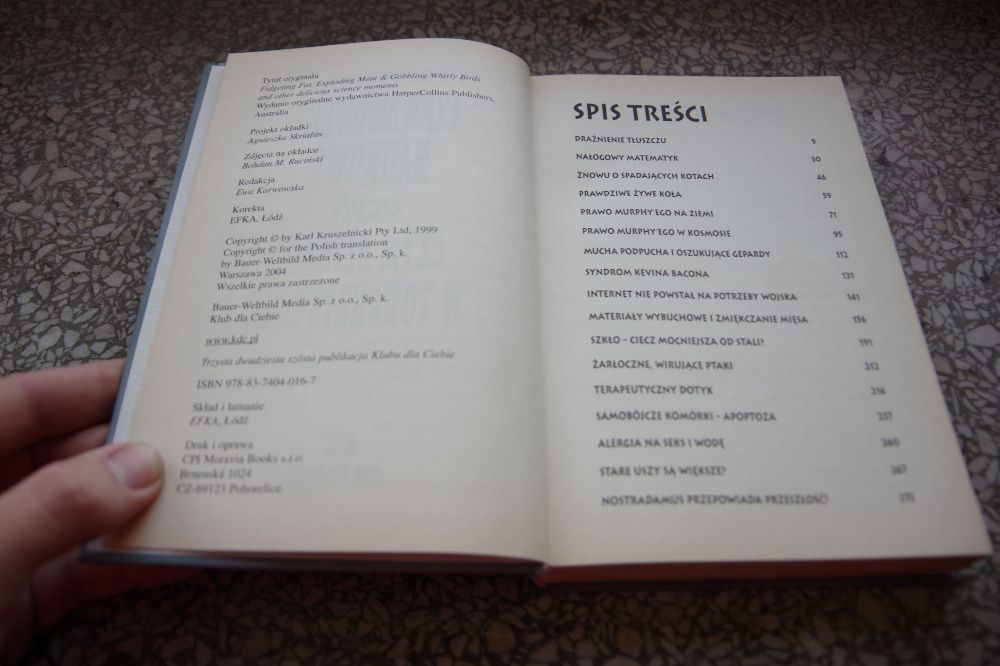 Tytuł oryginału
Fidgeting Fat, Exploding Meat & Gobbling Whirly Birds
and other delicious science moments
Wydanie oryginalne wydawnictwa HarperCollins Publishers,
Australia
Projekt okładki
Agnieszka Skriabin
Zdjęcia na okładce
Bohdan M. Ruciński
Redakcja
Ewa Karwowska
Korekta
EFKA, Łódź
Copyright © by Karl Kruszelnicki Pty Ltd, 1999
Copyright © for the Polish translation
by Bauer-Weltbild Media Sp. z o.o., Sp. k.
Warszawa 2004
Wszelkie prawa zastrzeżone
Bauer-Weltbild Media Sp. z o.o., Sp. k.
Klub dla Ciebie
www.kdc.pl
Trzysta dwudziesta szósta publikacja Klubu dla Ciebie
ISBN 978-83-7404-016-7
Skład i łamanie
EFKA, Łódź
Druk i oprawa
CPI Moravia Books s.r.o.
Brnenská 1024
CZ-69123 Pohorelice
SPIS TREŚCI
DRAŻNIENIE TŁUSZCZU 9
NAŁOGOWY MATEMATYK 30
ZNOWU O SPADAJĄCYCH KOTACH 46
PRAWDZIWE ŻYWE KOŁA 59
PRAWO MURPHY'EGO NA ZIEMI 71
PRAWO MURPHY'EGO W KOSMOSIE 95
MUCHA PODPUCHA I OSZUKUJĄCE GEPARDY 112
SYNDROM KEVINA BACONA 131
INTERNET NIE POWSTAŁ NA POTRZEBY WOJSKA 141
MATERIAŁY WYBUCHOWE I ZMIĘKCZANIE MIĘSA 156
SZKŁO – CIECZ MOCNIEJSZA OD STALI? 191
ŻARŁOCZNE, WIRUJĄCE PTAKI 212
TERAPEUTYCZNY DOTYK 216
SAMOBÓJCZE KOMÓRKI – APOPTOZA 237
ALERGIA NA SEKS I WODĘ 260
STARE USZY SĄ WIĘKSZE? 267
NOSTRADAMUS PRZEPOWIADA PRZESZŁOŚĆ!